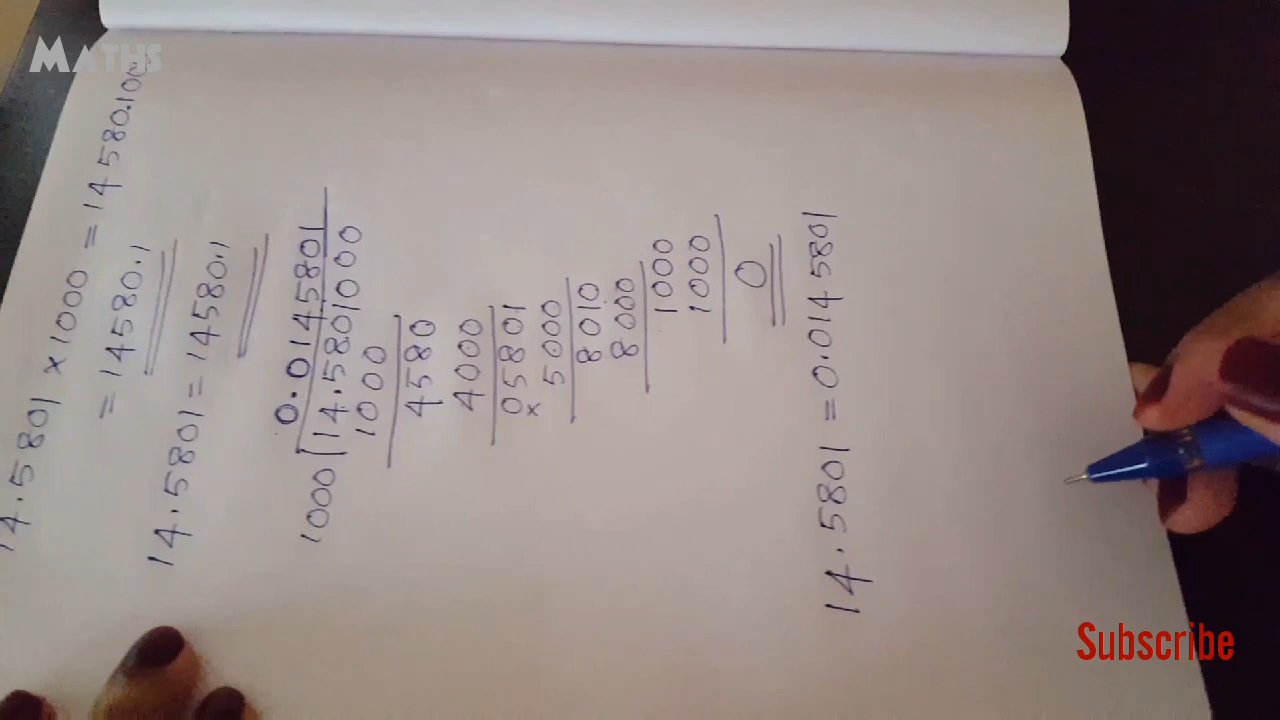 MATHS
14.5801 x 1000 = 14580.100
= 14580.1
14.5801 = 14580.1
0.0145801
1000 14.5801000
1000
4580
4000
05801
x 5000
8010
8000
1000
1000
0
14.5801 = 0.0145801
Subscribe